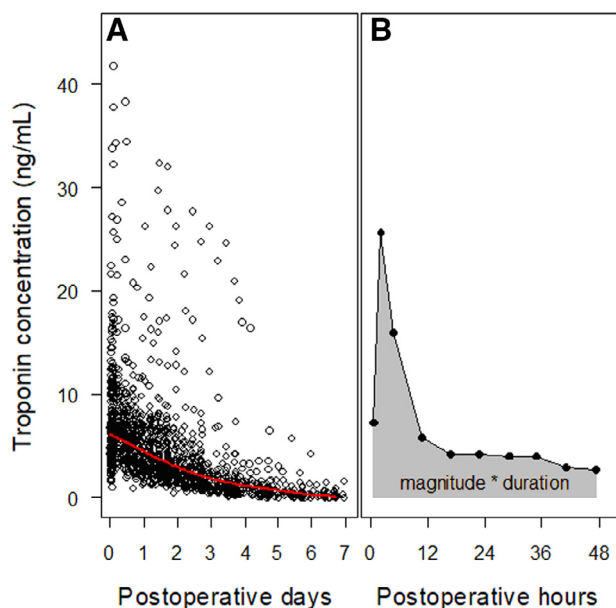 A
B
Troponin concentration (ng/mL)
40
30
20
10
0
magnitude * duration
0 1 2 3 4 5 6 7
0 12 24 36 48
Postoperative days
Postoperative hours